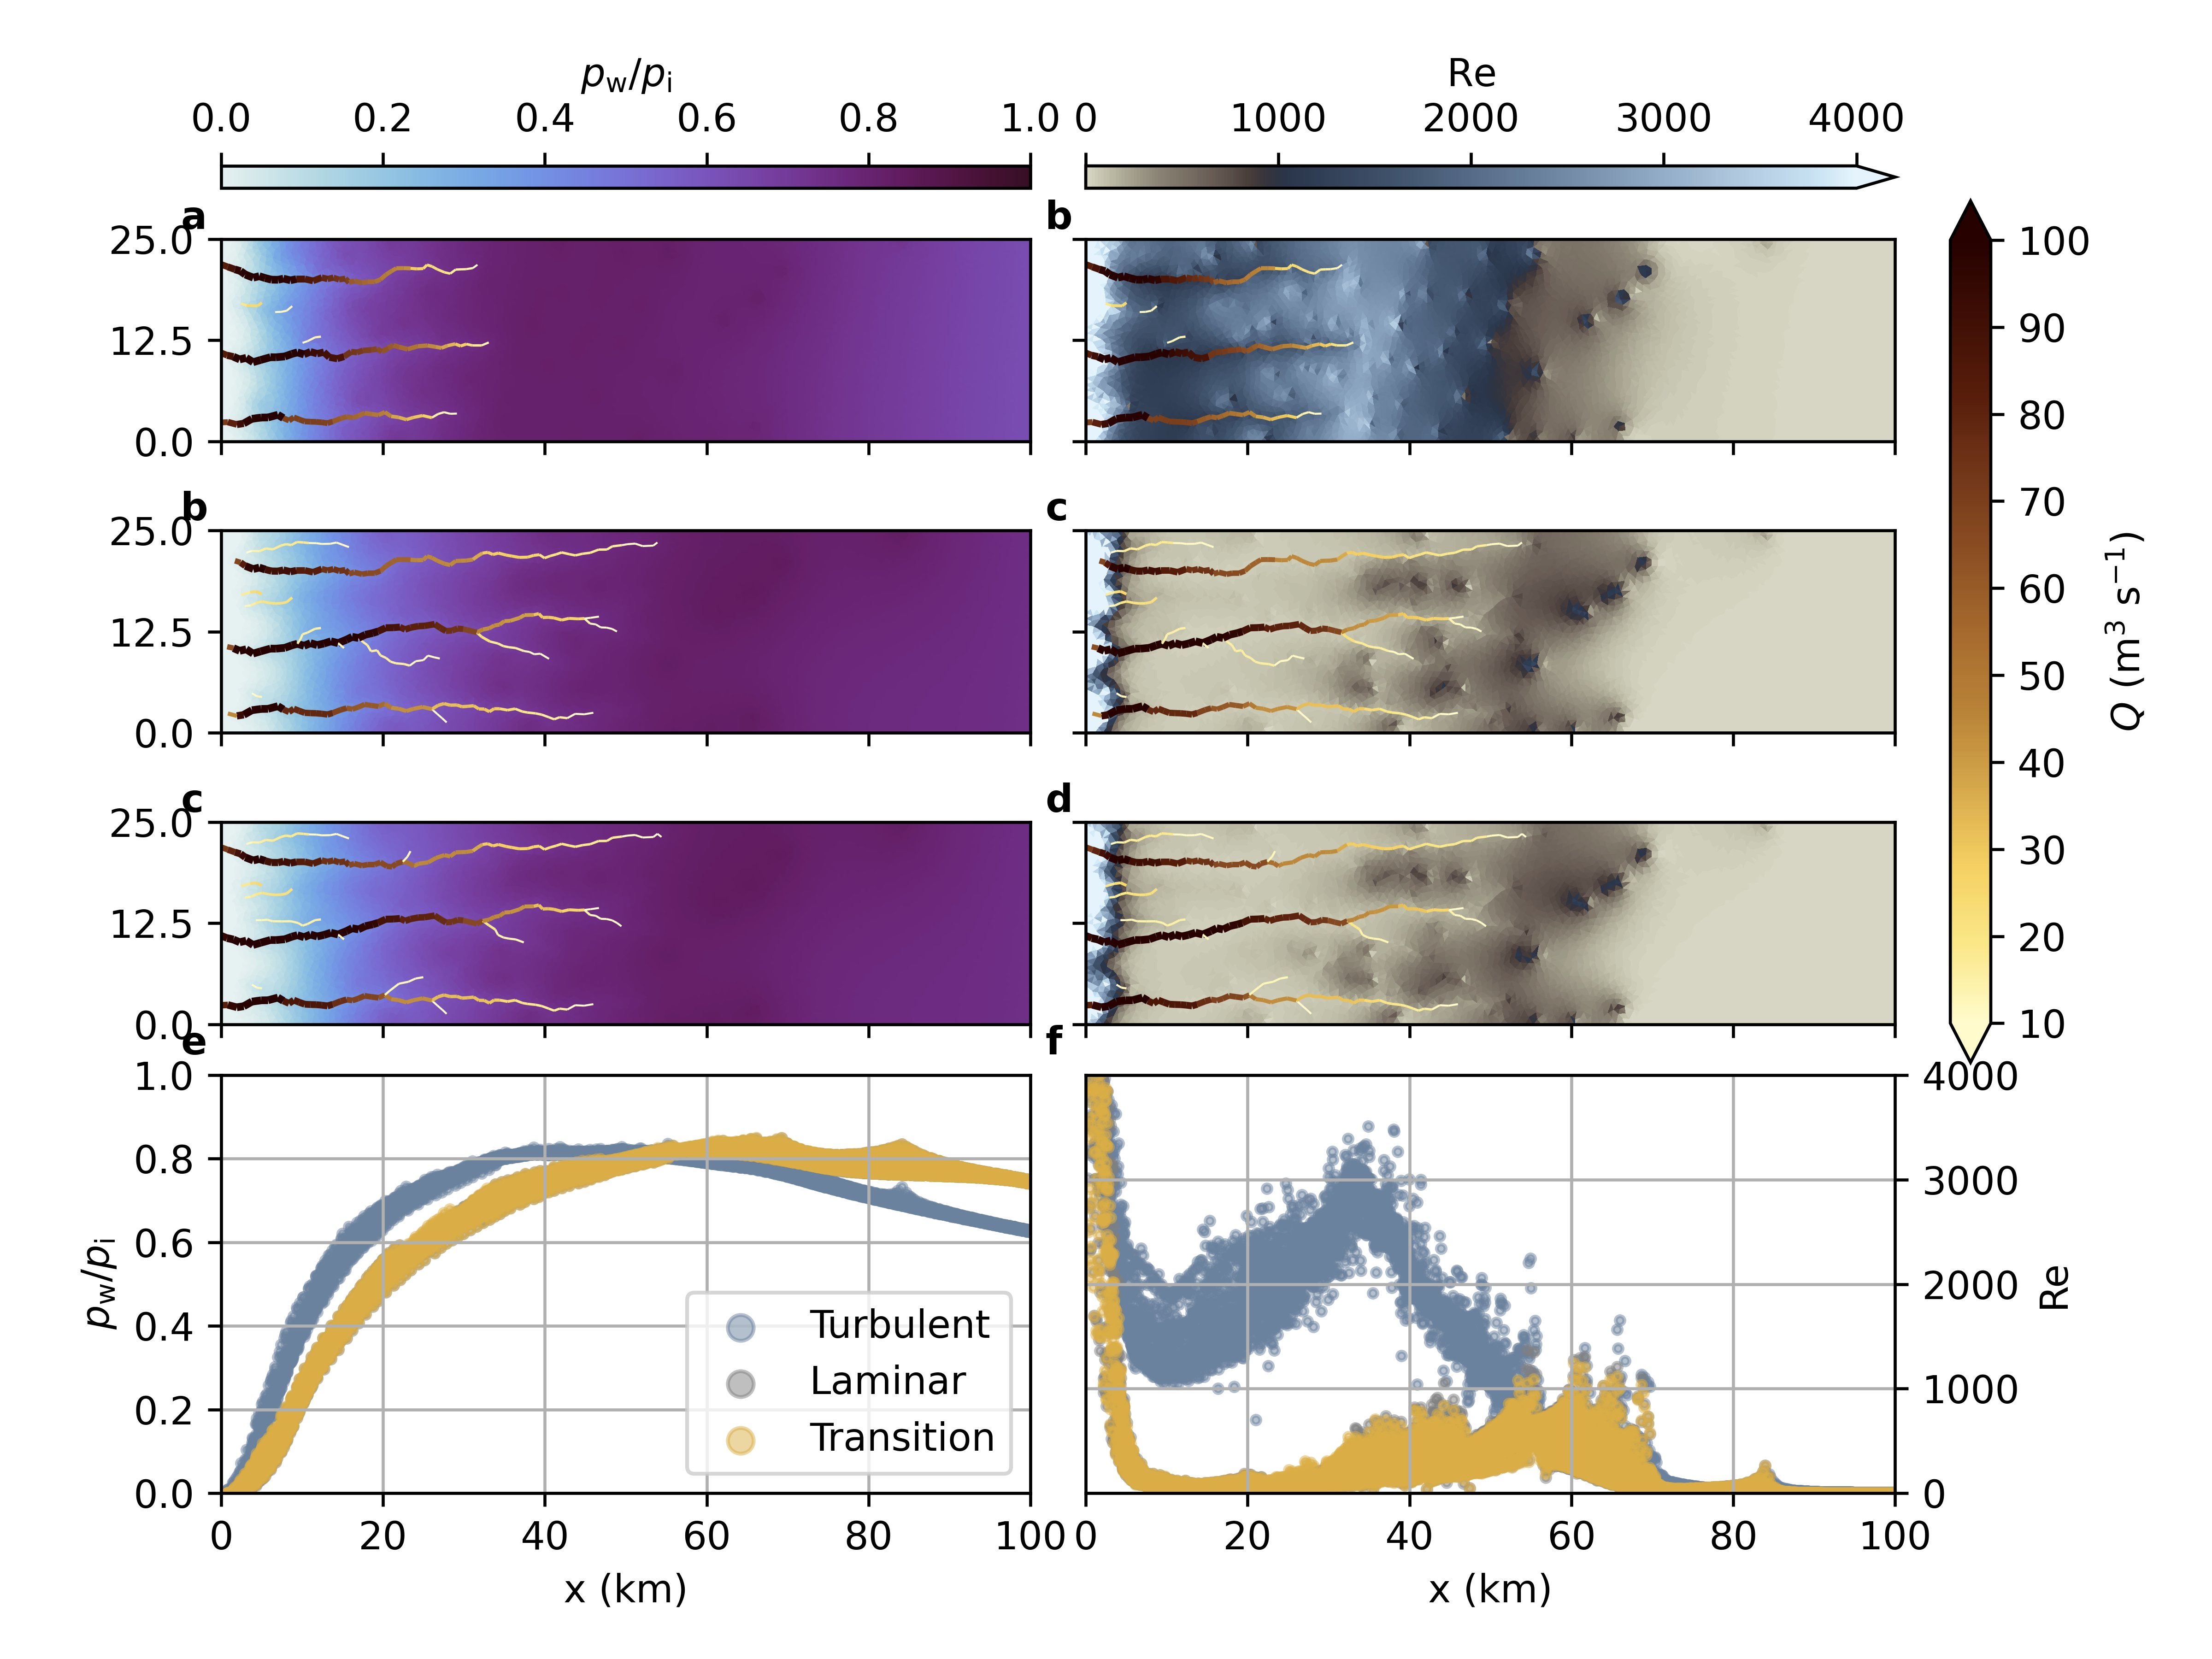 p_w/p_i
0.0 0.2 0.4 0.6 0.8 1.0
Re
0 1000 2000 3000 4000
a
25.0
12.5
0.0
b
b
25.0
12.5
0.0
c
c
25.0
12.5
0.0
d
100
90
80
70
60
50
40
30
20
10
Q (m³ s⁻¹)
e
1.0
0.8
0.6
0.4
0.2
0.0
p_w/p_i
Turbulent
Laminar
Transition
0 20 40 60 80 100
x (km)
f
4000
3000
2000
1000
0
Re
0 20 40 60 80 100
x (km)